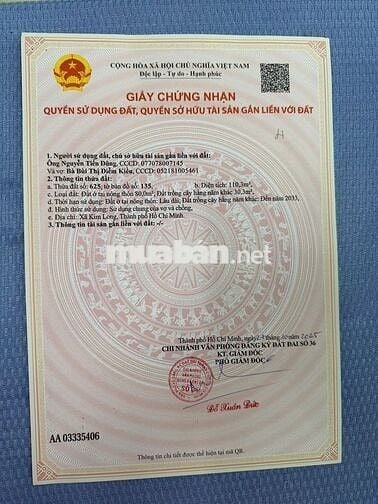 CỘNG HÒA XÃ HỘI CHỦ NGHĨA VIỆT NAM
Độc lập - Tự do - Hạnh phúc
GIẤY CHỨNG NHẬN
QUYỀN SỬ DỤNG ĐẤT, QUYỀN SỞ HỮU TÀI SẢN GẮN LIỀN VỚI ĐẤT
1. Người sử dụng đất, chủ sở hữu tài sản gắn liền với đất:
Ông Nguyễn Tiến Dũng, CCCD: 077078007145
Và vợ: Bà Bùi Thị Diễm Kiều, CCCD: 052181005461
2. Thông tin thửa đất:
a. Thửa đất số: 625; tờ bản đồ số: 135. b. Diện tích: 110,3m²
c. Loại đất: Đất ở tại nông thôn 80,0m²; Đất trồng cây hằng năm khác 30,3m².
d. Thời hạn sử dụng: Đất ở tại nông thôn: Lâu dài; Đất trồng cây hằng năm khác: Đến năm 2033,
đ. Hình thức sử dụng: Sử dụng chung của vợ và chồng,
e. Địa chỉ: Xã Kim Long, Thành phố Hồ Chí Minh.
3. Thông tin tài sản gắn liền với đất: -/-
muaban.net
Thành phố Hồ Chí Minh, ngày
CHI NHÁNH VĂN PHÒNG ĐĂNG KÝ ĐẤT ĐAI SỐ 36
KT. GIÁM ĐỐC
PHÓ GIÁM ĐỐC
Đỗ Xuân Đức
AA 03335406
Thông tin chi tiết được thể hiện tại mã QR.